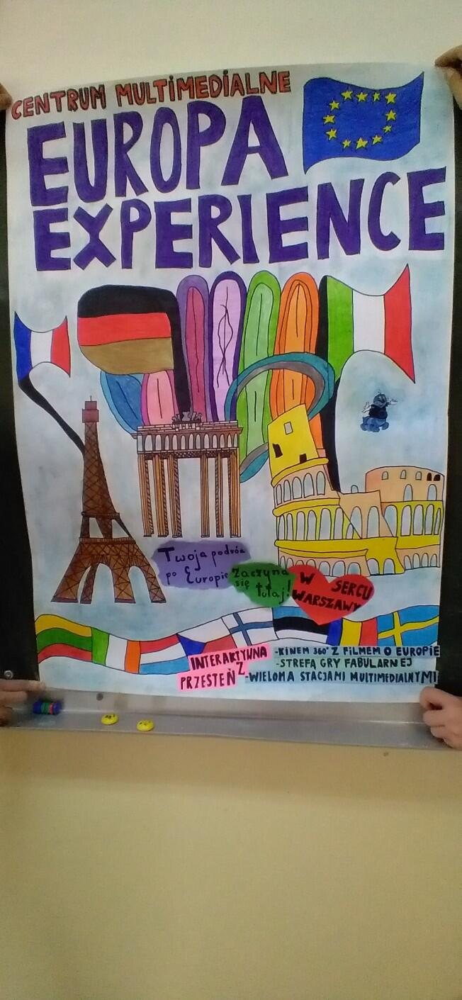 CENTRUM MULTIMEDIALNE
EUROPA
EXPERIENCE
Twoja podróż
po Europie
Zaczyna
się
tutaj!
W SERCU
WARSZAWY
INTERAKTYWNA
PRZESTEŃ Z
-KINEM 360° Z FILMEM O EUROPIE
-STREFĄ GRY FABULARNEJ
-WIELOMA STACJAMI MULTIMEDIALNYMI